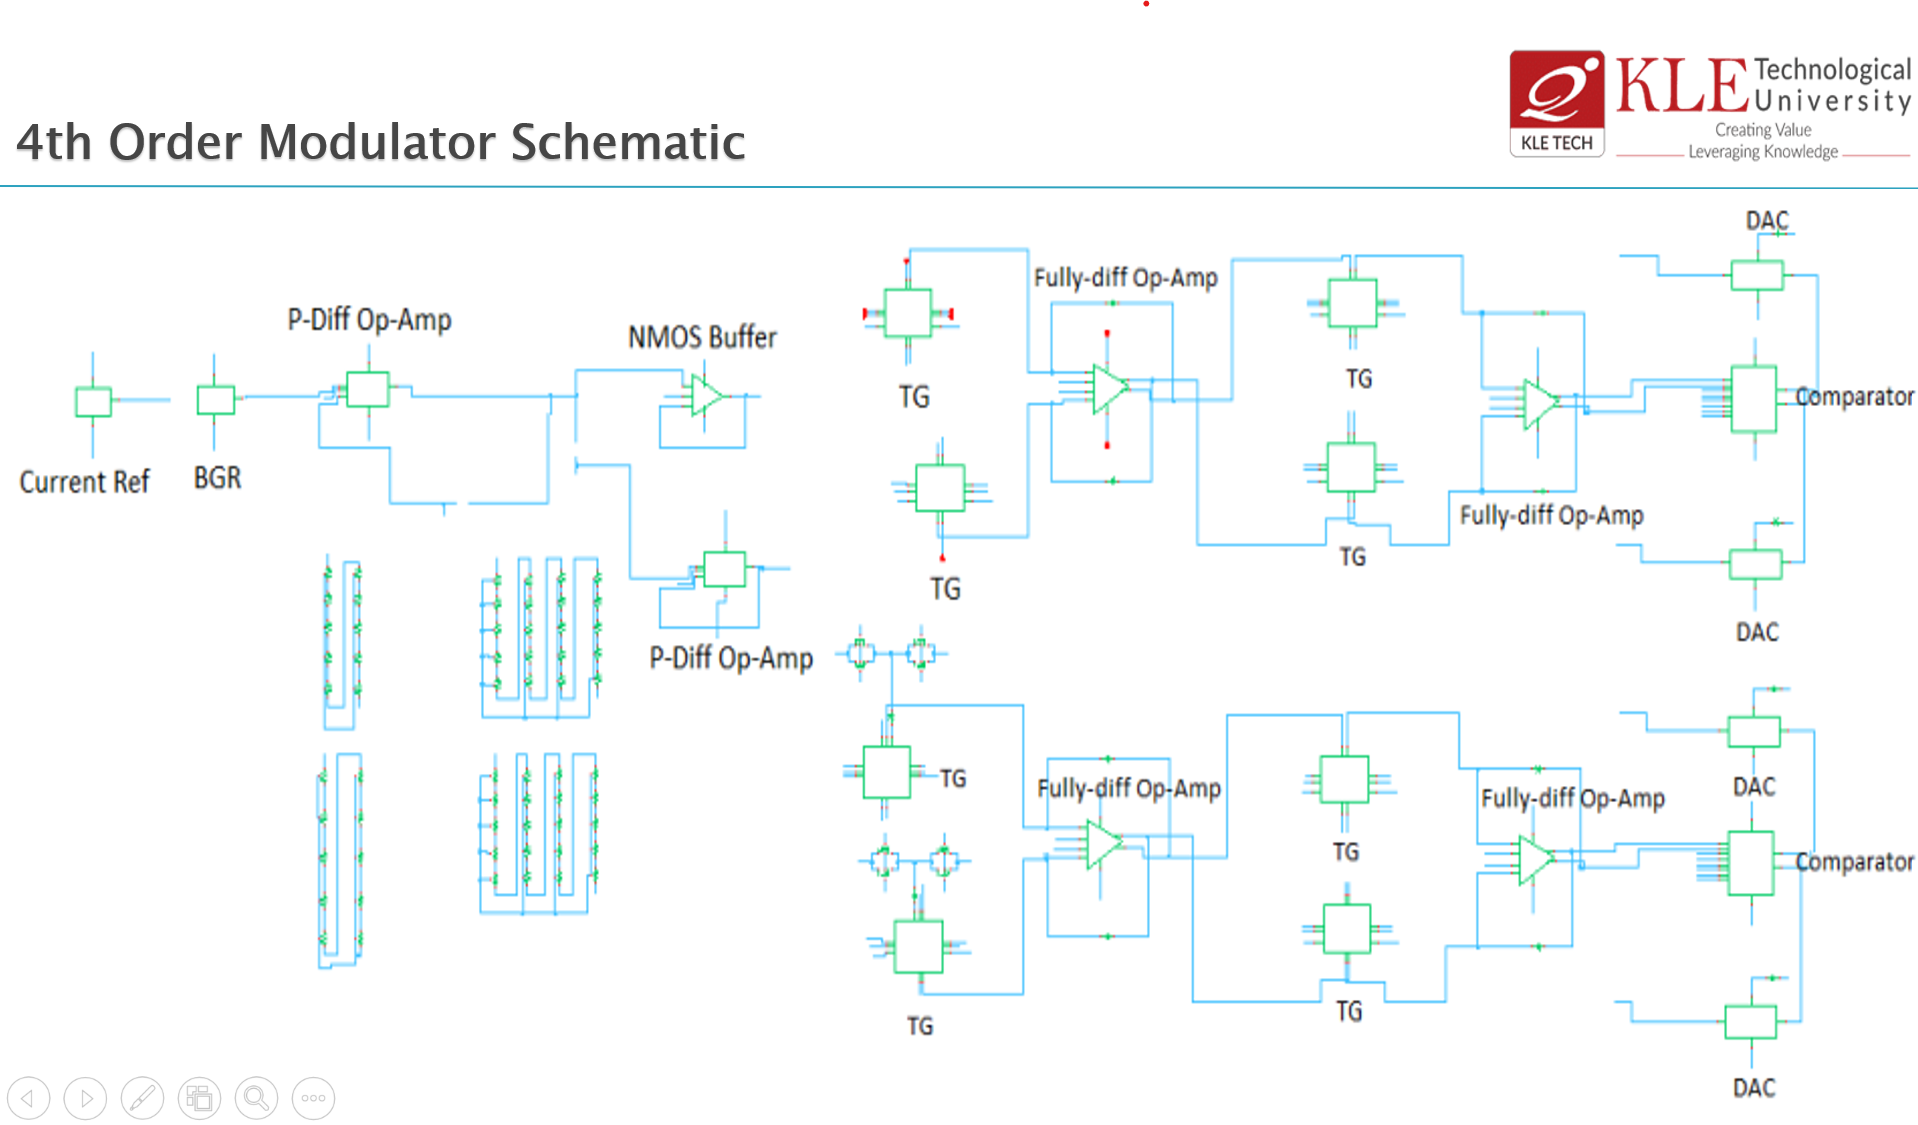 4th Order Modulator Schematic
KLE TECH
KLE
Technological
University
Creating Value
Leveraging Knowledge
DAC
P-Diff Op-Amp
NMOS Buffer
Fully-diff Op-Amp
TG
TG
Comparator
Current Ref
BGR
Fully-diff Op-Amp
TG
TG
DAC
P-Diff Op-Amp
TG
Fully-diff Op-Amp
Fully-diff Op-Amp
DAC
TG
Comparator
TG
TG
DAC